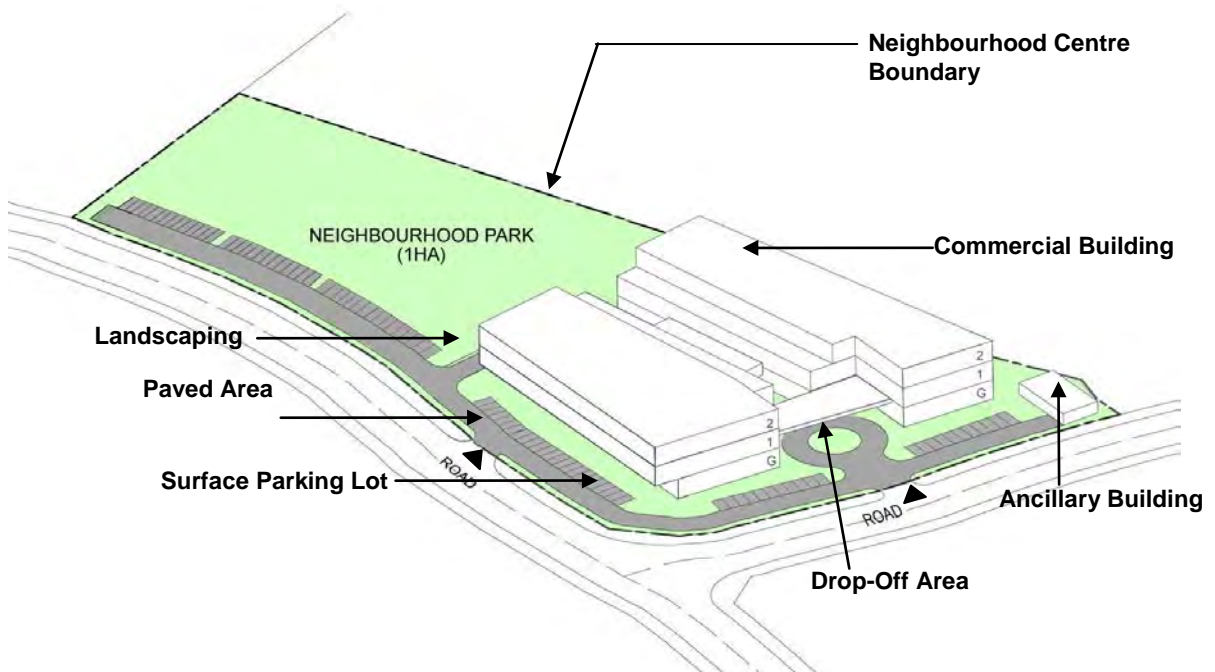 Neighbourhood Centre
Boundary
NEIGHBOURHOOD PARK
(1HA)
Commercial Building
Landscaping
2
1
G
Paved Area
2
1
G
ROAD
Surface Parking Lot
ROAD
Ancillary Building
Drop-Off Area